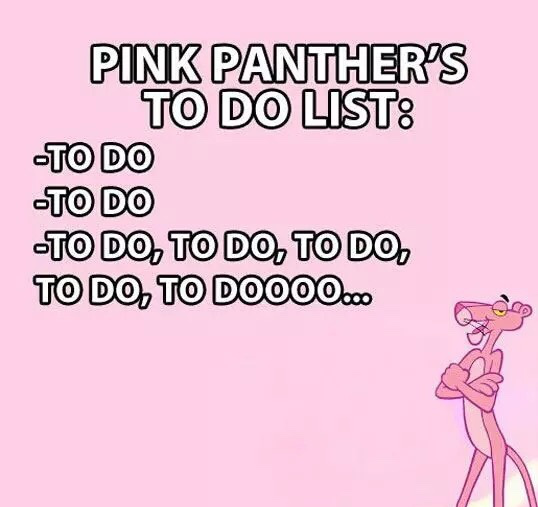 PINK PANTHER'S
TO DO LIST:
-TO DO
-TO DO
-TO DO, TO DO, TO DO,
TO DO, TO DOOOO...